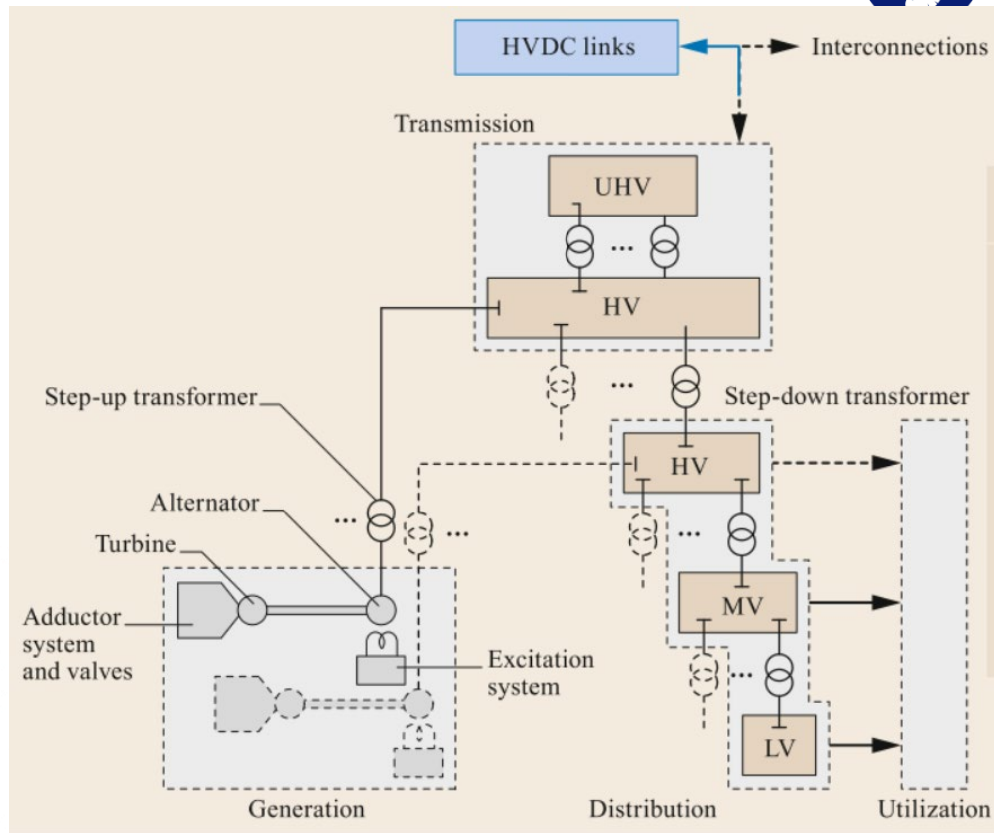 HVDC links
Interconnections
Transmission
UHV
...
HV
Step-up transformer
...
Step-down transformer
HV
Alternator
...
...
...
Turbine
MV
Adductor
system
and valves
Excitation
system
...
LV
Generation
Distribution
Utilization